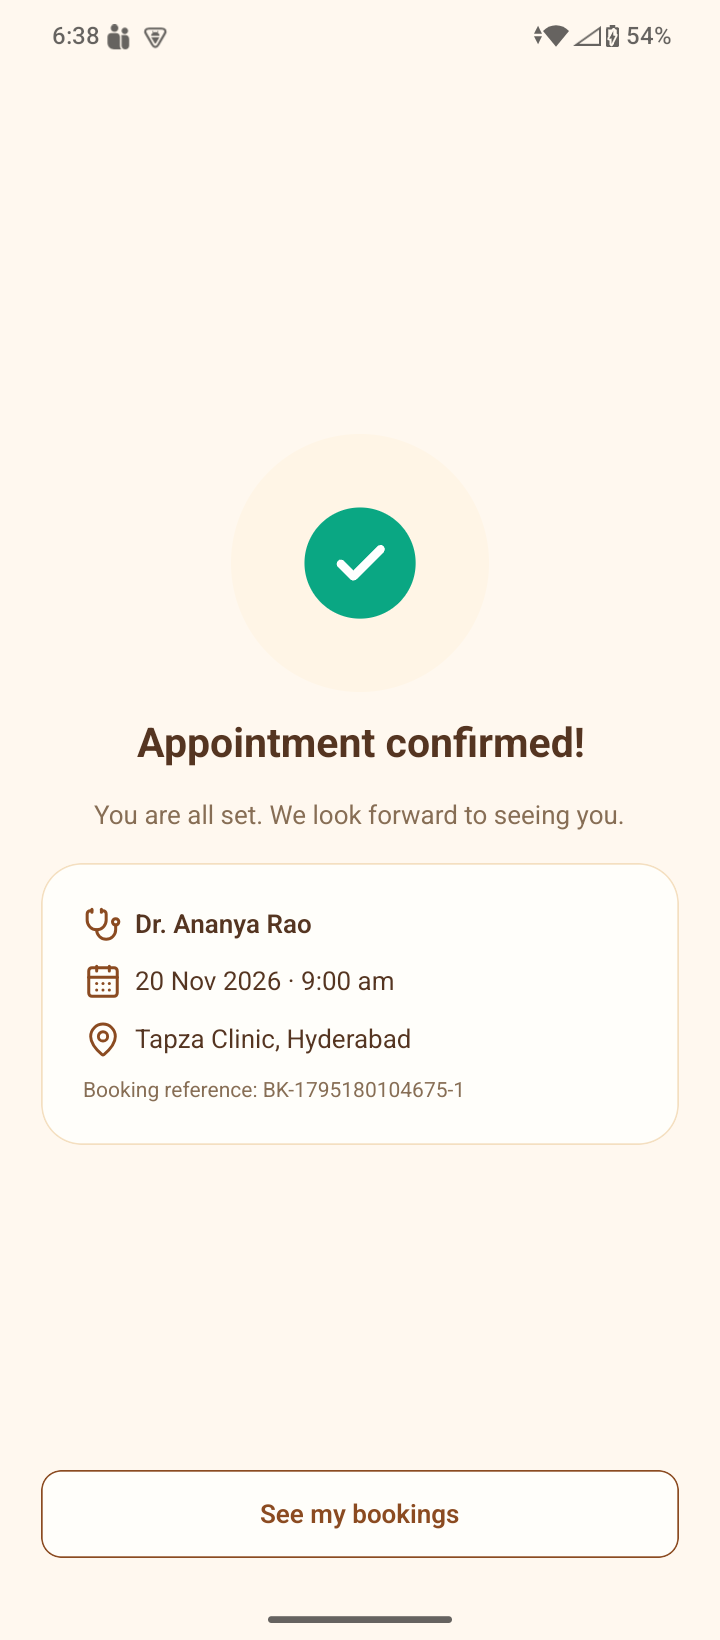 6:38
54%
Appointment confirmed!
You are all set. We look forward to seeing you.
Dr. Ananya Rao
20 Nov 2026 · 9:00 am
Tapza Clinic, Hyderabad
Booking reference: BK-1795180104675-1
See my bookings